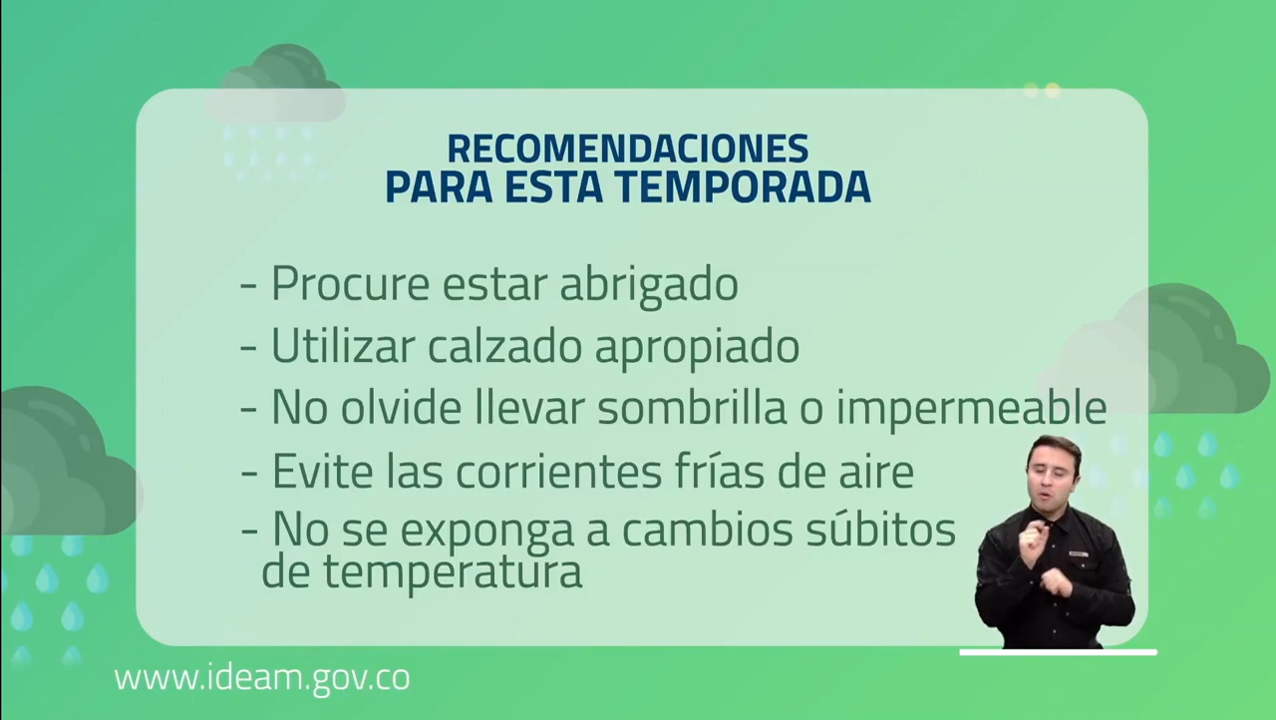 RECOMENDACIONES
PARA ESTA TEMPORADA
- Procure estar abrigado
- Utilizar calzado apropiado
- No olvide llevar sombrilla o impermeable
- Evite las corrientes frías de aire
- No se exponga a cambios súbitos
de temperatura
www.ideam.gov.co